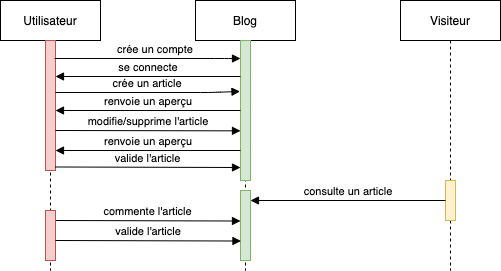 Utilisateur
Blog
Visiteur
crée un compte
se connecte
crée un article
renvoie un aperçu
modifie/supprime l'article
renvoie un aperçu
valide l'article
consulte un article
commente l'article
valide l'article